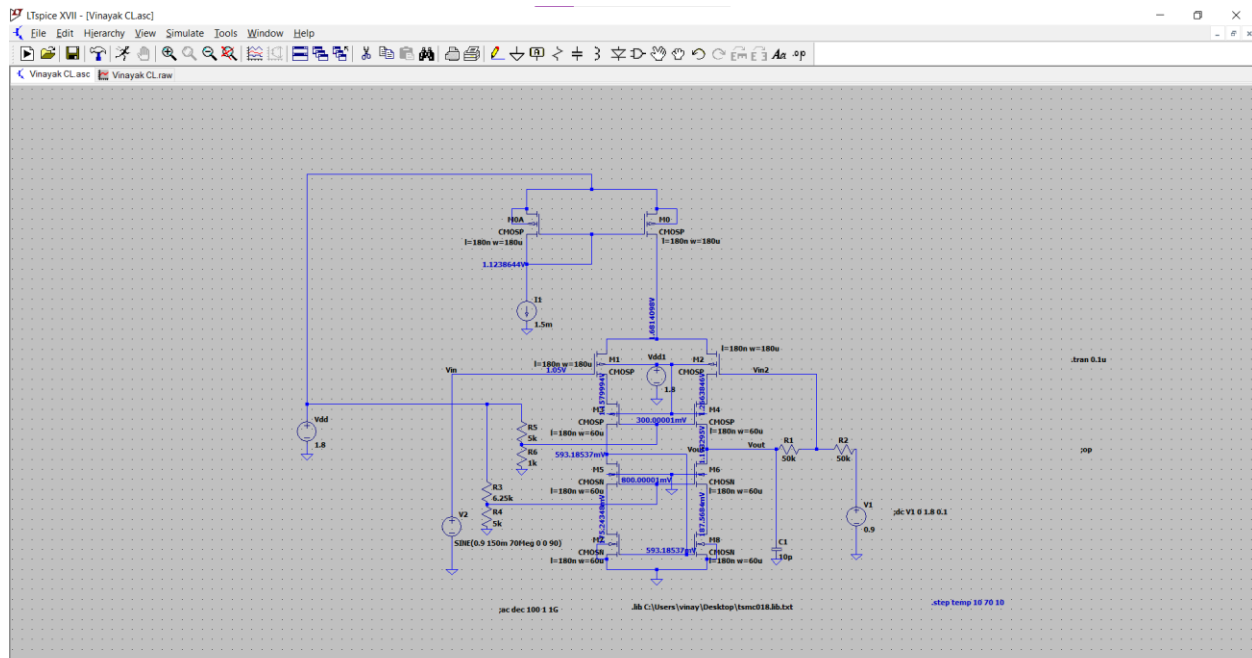 LTspice XVII - [Vinayak CL.asc]
File Edit Hierarchy View Simulate Tools Window Help
Aa .op
Vinayak CL.asc Vinayak CL.raw
M0A
CMOSP
l=180n w=180u
M0
CMOSP
l=180n w=180u
1.1238644V
I1
1.5m
1.6814098V
l=180n w=180u
M1
CMOSP
Vdd1
1.8
M2
CMOSP
l=180n w=180u
Vin
1.05V
Vin2
.tran 0.1u
M3
CMOSP
l=180n w=60u
300.00001mV
M4
CMOSP
l=180n w=60u
Vdd
1.8
R5
5k
R6
1k
593.18537mV
Vout
Vout
R1
50k
R2
50k
;op
M5
CMOSN
l=180n w=60u
800.00001mV
M6
CMOSN
l=180n w=60u
R3
6.25k
R4
5k
V2
SINE(0.9 150m 70Meg 0 0 90)
V1
0.9
;dc V1 0 1.8 0.1
CMOSN
l=180n w=60u
593.18537mV
M8
CMOSN
l=180n w=60u
C1
10p
;ac dec 100 1 1G
.lib C:\Users\vinay\Desktop\tsmc018.lib.txt
.step temp 10 70 10